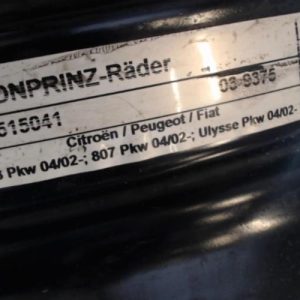 ONPRINZ-Räder
515041 03-9375
Citroën / Peugeot / Fiat
Pkw 04/02-; 807 Pkw 04/02-; Ulysse Pkw 04/02-